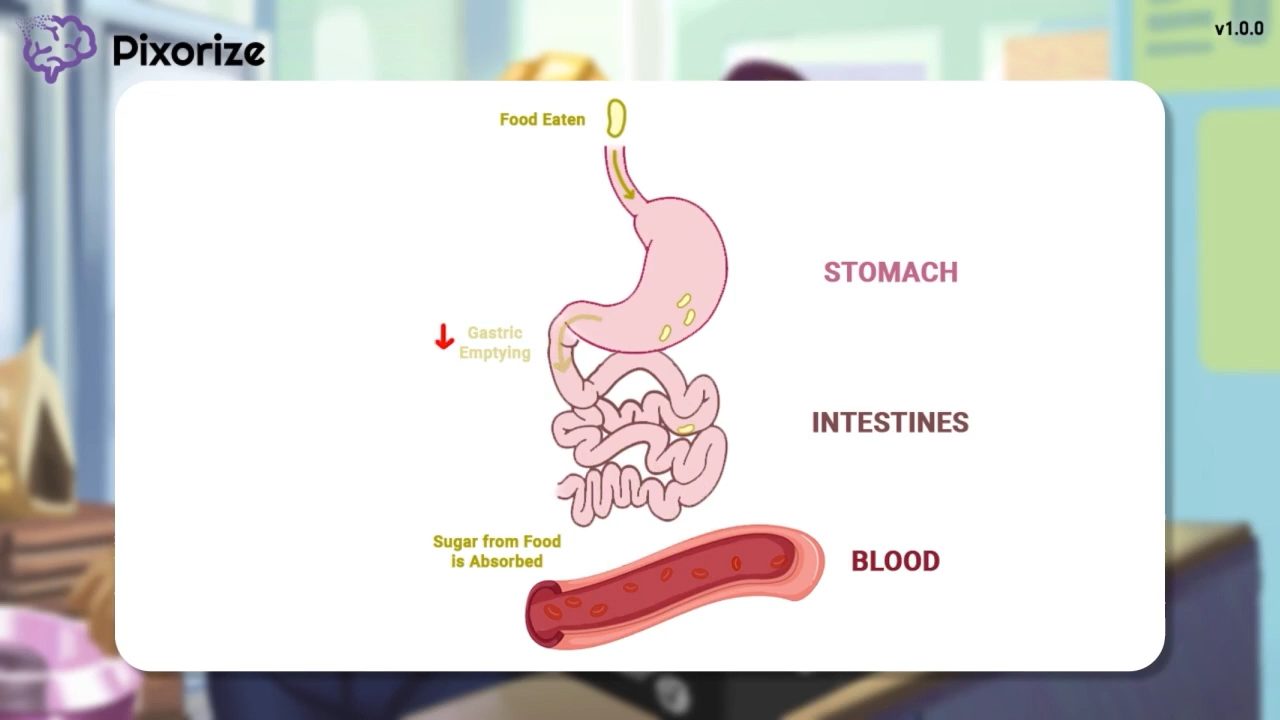 Pixorize
v1.0.0
Food Eaten
STOMACH
Gastric
Emptying
INTESTINES
Sugar from Food
is Absorbed
BLOOD